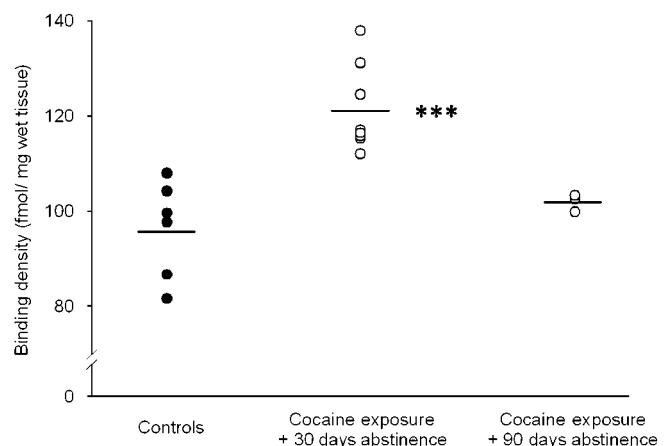 140
120
100
80
0
Binding density (fmol/ mg wet tissue)
***
Controls
Cocaine exposure
+ 30 days abstinence
Cocaine exposure
+ 90 days abstinence